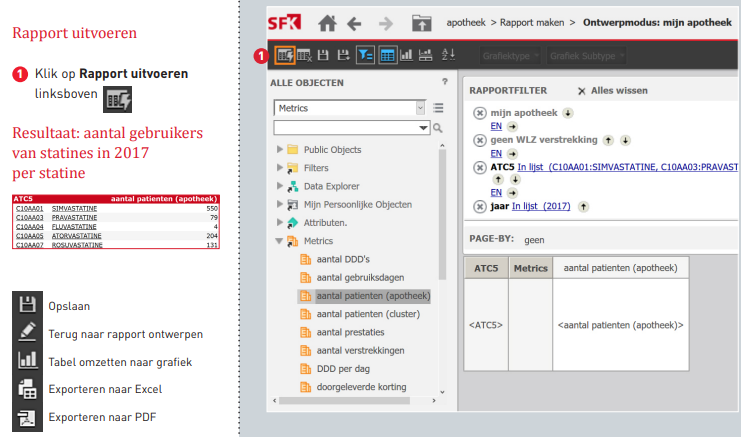 Rapport uitvoeren
1 Klik op Rapport uitvoeren
linksboven
Resultaat: aantal gebruikers
van statines in 2017
per statine
ATC5 aantal patienten (apotheek)
C10AA01 SIMVASTATINE 550
C10AA03 PRAVASTATINE 79
C10AA04 FLUVASTATINE 4
C10AA05 ATORVASTATINE 204
C10AA07 ROSUVASTATINE 131
Opslaan
Terug naar rapport ontwerpen
Tabel omzetten naar grafiek
Exporteren naar Excel
Exporteren naar PDF
SFK
apotheek > Rapport maken > Ontwerpmodus: mijn apotheek
1
Grafiektype
Grafiek Subtype
ALLE OBJECTEN ?
Metrics
Public Objects
Filters
Data Explorer
Mijn Persoonlijke Objecten
Attributen.
Metrics
aantal DDD's
aantal gebruiksdagen
aantal patienten (apotheek)
aantal patienten (cluster)
aantal prestaties
aantal verstrekkingen
DDD per dag
doorgeleverde korting
RAPPORTFILTER Alles wissen
mijn apotheek
EN
geen WLZ verstrekking
EN
ATC5 In lijst (C10AA01:SIMVASTATINE, C10AA03:PRAVAST
EN
jaar In lijst (2017)
PAGE-BY: geen
ATC5 Metrics aantal patienten (apotheek)
<ATC5> <aantal patienten (apotheek)>